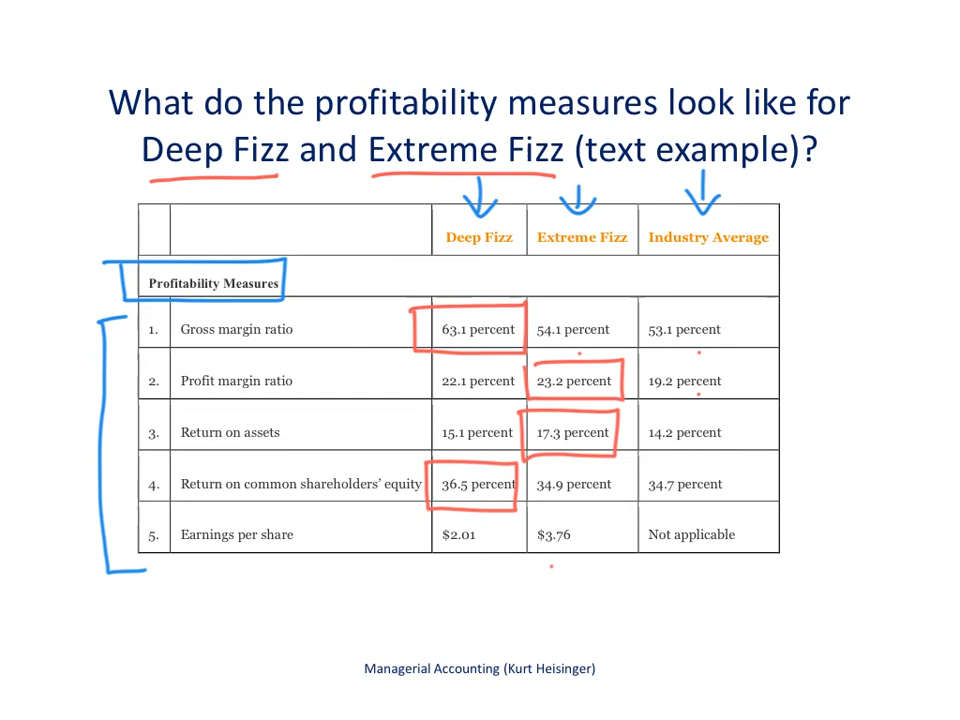 What do the profitability measures look like for
Deep Fizz and Extreme Fizz (text example)?
Deep Fizz Extreme Fizz Industry Average
Profitability Measures
1. Gross margin ratio 63.1 percent 54.1 percent 53.1 percent
2. Profit margin ratio 22.1 percent 23.2 percent 19.2 percent
3. Return on assets 15.1 percent 17.3 percent 14.2 percent
4. Return on common shareholders’ equity 36.5 percent 34.9 percent 34.7 percent
5. Earnings per share $2.01 $3.76 Not applicable
Managerial Accounting (Kurt Heisinger)